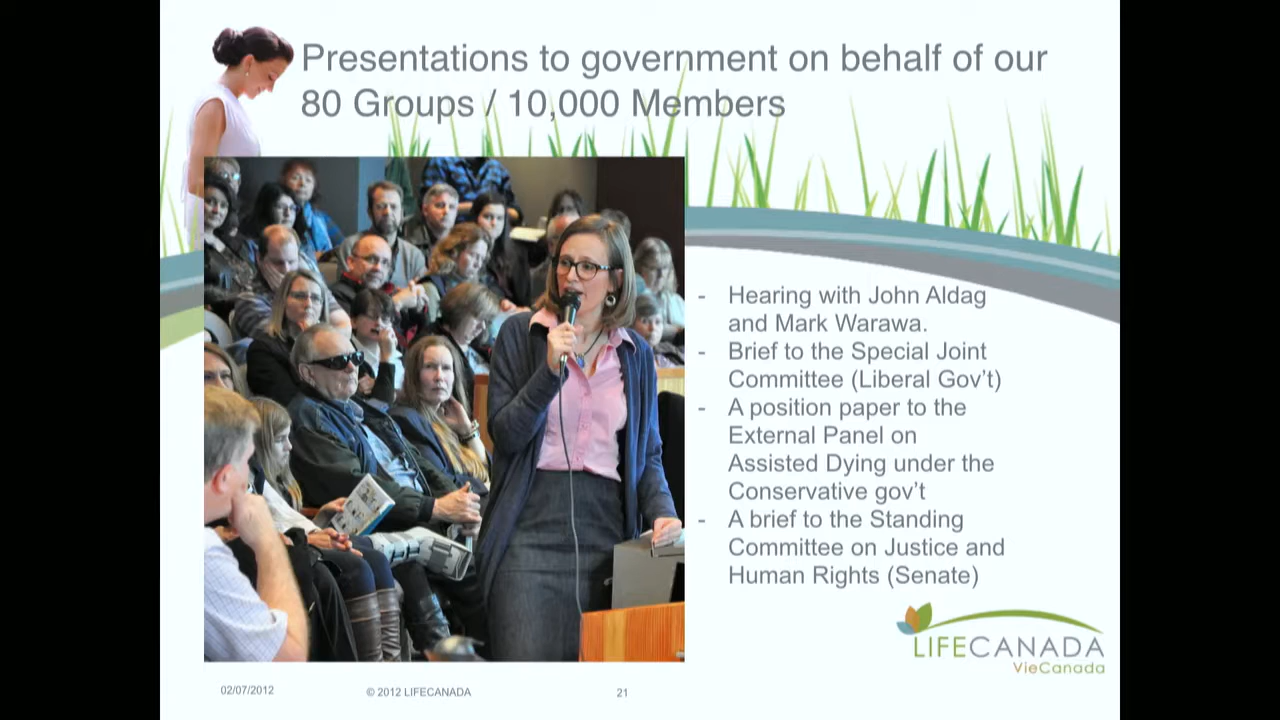 Presentations to government on behalf of our
80 Groups / 10,000 Members
- Hearing with John Aldag
and Mark Warawa.
- Brief to the Special Joint
Committee (Liberal Gov't)
- A position paper to the
External Panel on
Assisted Dying under the
Conservative gov't
- A brief to the Standing
Committee on Justice and
Human Rights (Senate)
LIFECANADA
VieCanada
02/07/2012
© 2012 LIFECANADA
21